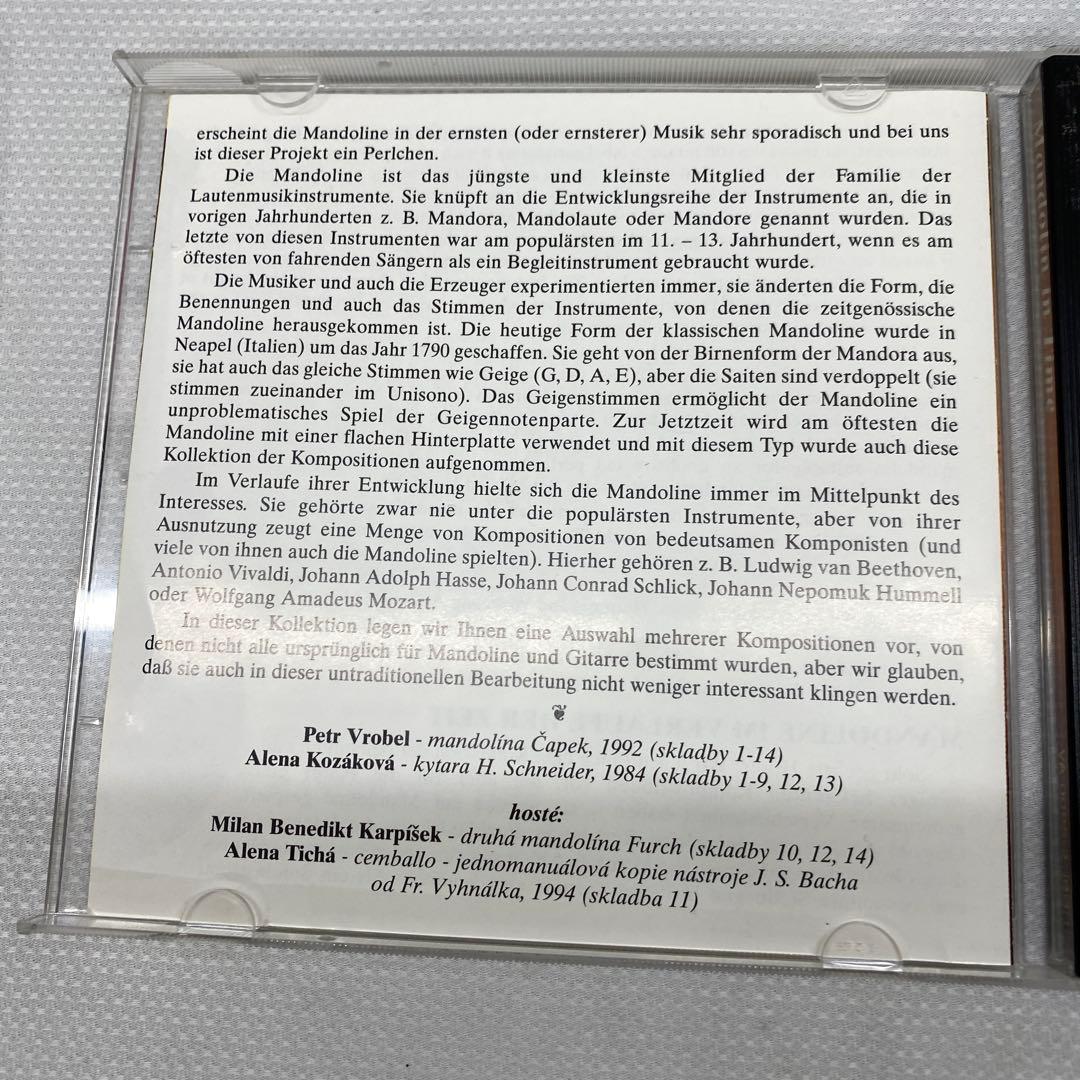 erscheint die Mandoline in der ernsten (oder ernsterer) Musik sehr sporadisch und bei uns
ist dieser Projekt ein Perlchen.
Die Mandoline ist das jüngste und kleinste Mitglied der Familie der
Lautenmusikinstrumente. Sie knüpft an die Entwicklungsreihe der Instrumente an, die in
vorigen Jahrhunderten z. B. Mandora, Mandolaute oder Mandore genannt wurden. Das
letzte von diesen Instrumenten war am populärsten im 11. – 13. Jahrhundert, wenn es am
öftesten von fahrenden Sängern als ein Begleitinstrument gebraucht wurde.
Die Musiker und auch die Erzeuger experimentierten immer, sie änderten die Form, die
Benennungen und auch das Stimmen der Instrumente, von denen die zeitgenössische
Mandoline herausgekommen ist. Die heutige Form der klassischen Mandoline wurde in
Neapel (Italien) um das Jahr 1790 geschaffen. Sie geht von der Birnenform der Mandora aus,
sie hat auch das gleiche Stimmen wie Geige (G, D, A, E), aber die Saiten sind verdoppelt (sie
stimmen zueinander im Unisono). Das Geigenstimmen ermöglicht der Mandoline ein
unproblematisches Spiel der Geigennotenparte. Zur Jetztzeit wird am öftesten die
Mandoline mit einer flachen Hinterplatte verwendet und mit diesem Typ wurde auch diese
Kollektion der Kompositionen aufgenommen.
Im Verlaufe ihrer Entwicklung hielte sich die Mandoline immer im Mittelpunkt des
Interesses. Sie gehörte zwar nie unter die populärsten Instrumente, aber von ihrer
Ausnutzung zeugt eine Menge von Kompositionen von bedeutsamen Komponisten (und
viele von ihnen auch die Mandoline spielten). Hierher gehören z. B. Ludwig van Beethoven,
Antonio Vivaldi, Johann Adolph Hasse, Johann Conrad Schlick, Johann Nepomuk Hummell
oder Wolfgang Amadeus Mozart.
In dieser Kollektion legen wir Ihnen eine Auswahl mehrerer Kompositionen vor, von
denen nicht alle ursprünglich für Mandoline und Gitarre bestimmt wurden, aber wir glauben,
daß sie auch in dieser untraditionellen Bearbeitung nicht weniger interessant klingen werden.
Petr Vrobel - mandolína Čapek, 1992 (skladby 1-14)
Alena Kozáková - kytara H. Schneider, 1984 (skladby 1-9, 12, 13)
hosté:
Milan Benedikt Karpíšek - druhá mandolína Furch (skladby 10, 12, 14)
Alena Tichá - cemballo - jednomanuálová kopie nástroje J. S. Bacha
od Fr. Vyhnálka, 1994 (skladba 11)
Mandolin in Time